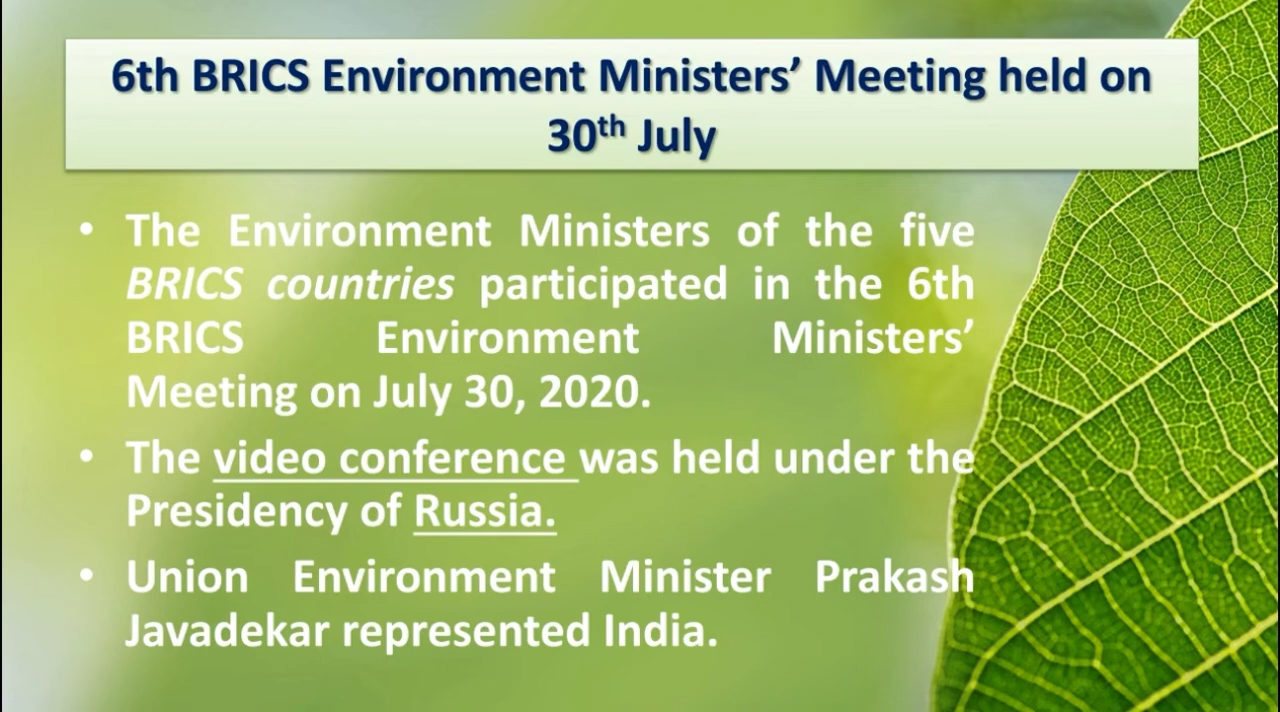 6th BRICS Environment Ministers’ Meeting held on
30th July
• The Environment Ministers of the five
BRICS countries participated in the 6th
BRICS Environment Ministers’
Meeting on July 30, 2020.
• The video conference was held under the
Presidency of Russia.
• Union Environment Minister Prakash
Javadekar represented India.